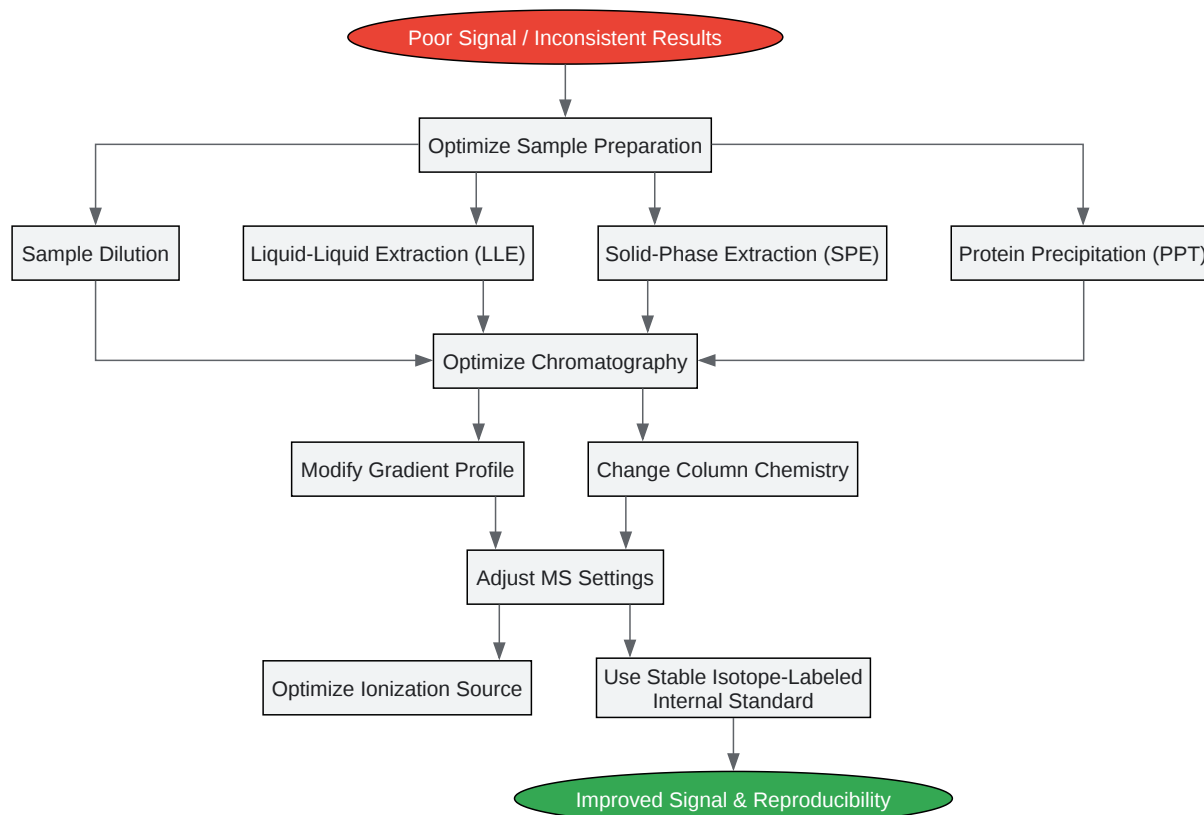 Poor Signal / Inconsistent Results
Optimize Sample Preparation
Sample Dilution
Liquid-Liquid Extraction (LLE)
Solid-Phase Extraction (SPE)
Protein Precipitation (PPT)
Optimize Chromatography
Modify Gradient Profile
Change Column Chemistry
Adjust MS Settings
Optimize Ionization Source
Use Stable Isotope-Labeled
Internal Standard
Improved Signal & Reproducibility